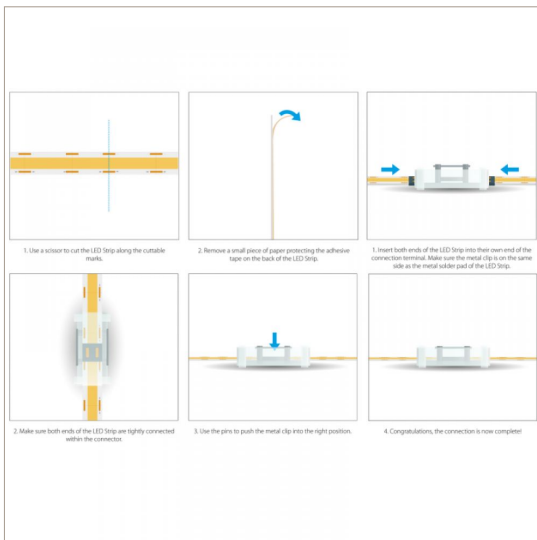 1. Use a scissor to cut the LED Strip along the cuttable
marks.
2. Remove a small piece of paper protecting the adhesive
tape on the back of the LED Strip.
1. Insert both ends of the LED Strip into their own end of the
connection terminal. Make sure the metal clip is on the same
side as the metal solder pad of the LED Strip.
2. Make sure both ends of the LED Strip are tightly connected
within the connector.
3. Use the pins to push the metal clip into the right position.
4. Congratulations, the connection is now complete!